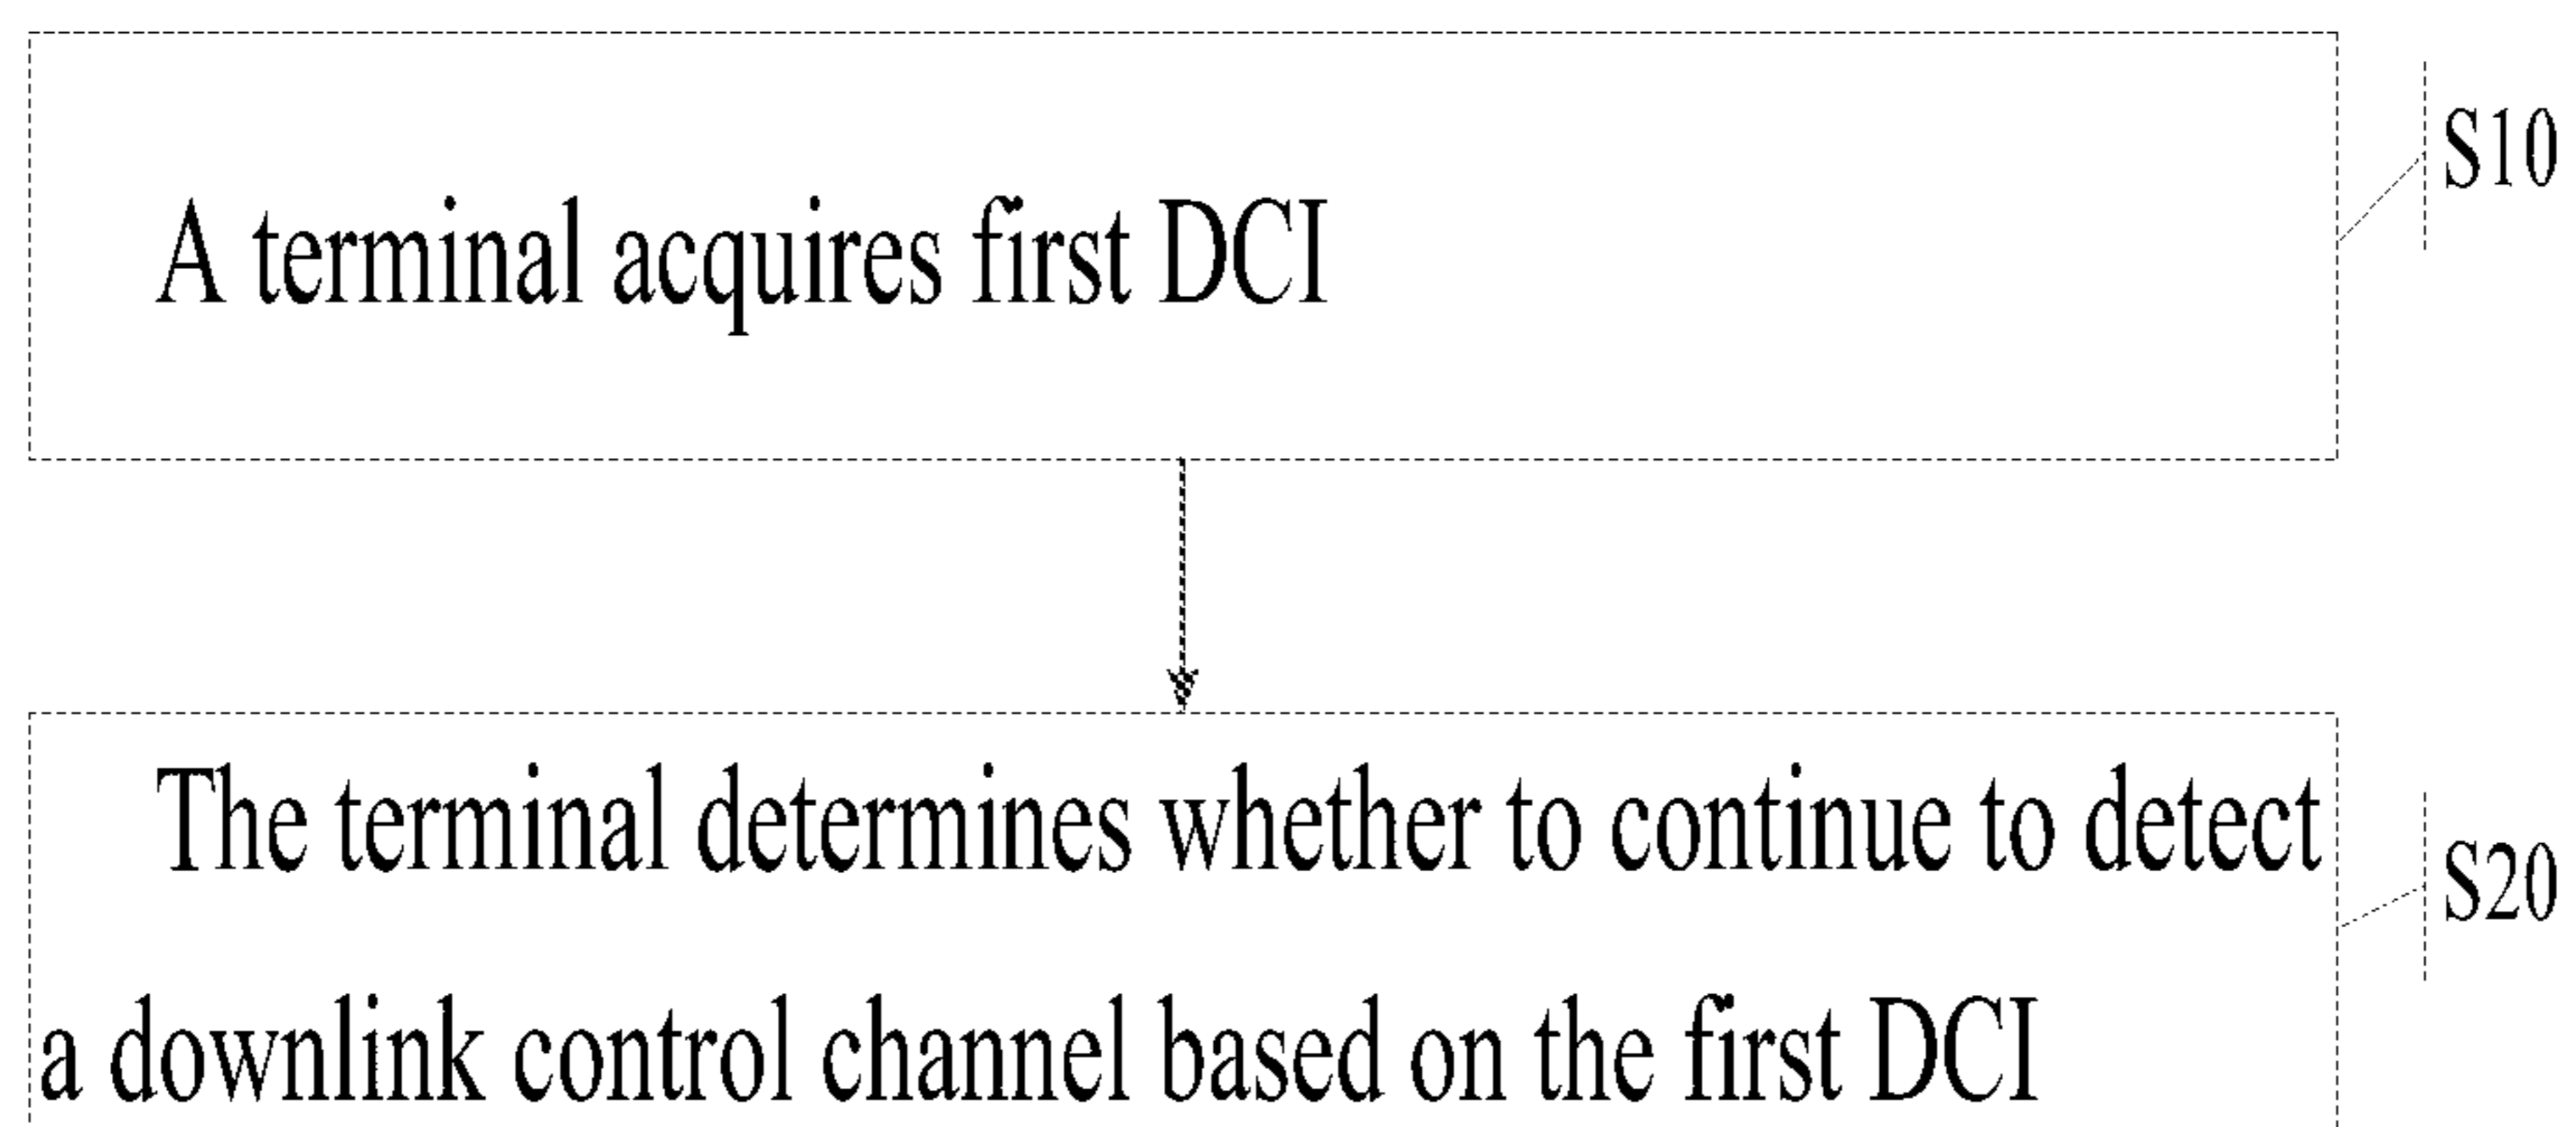 A terminal acquires first DCI
S10
The terminal determines whether to continue to detect
a downlink control channel based on the first DCI
S20